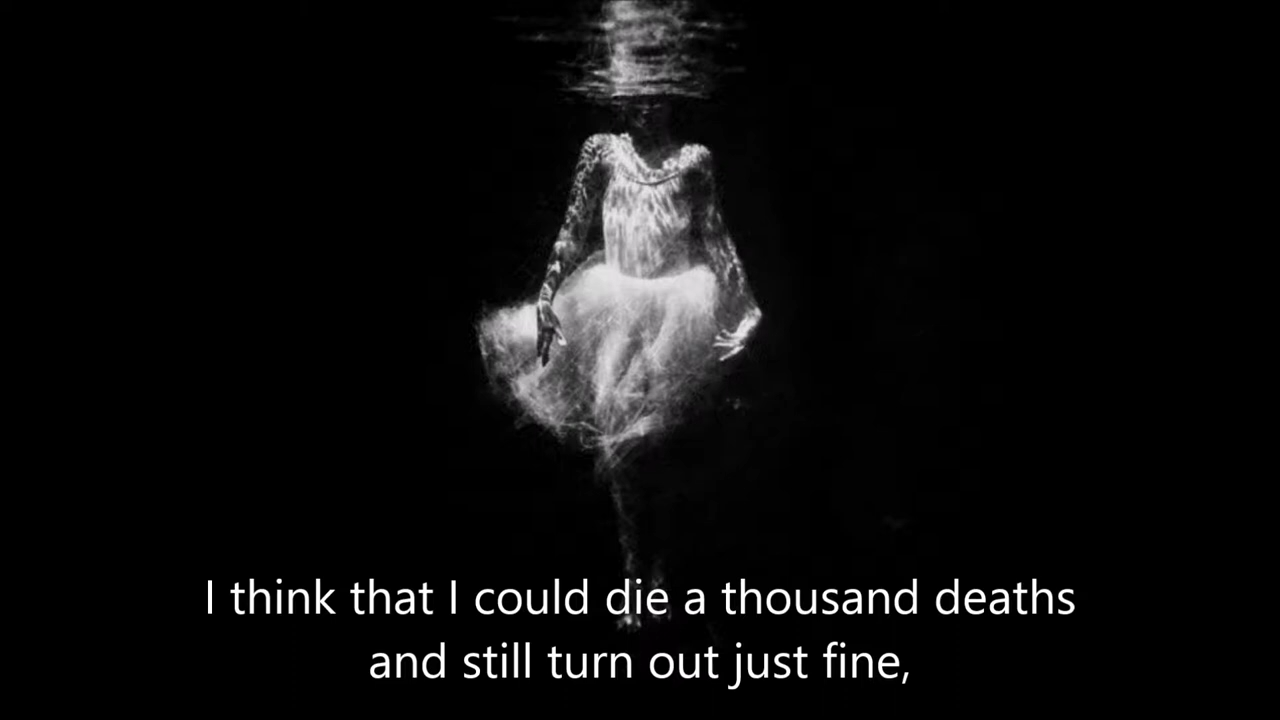 I think that I could die a thousand deaths
and still turn out just fine,